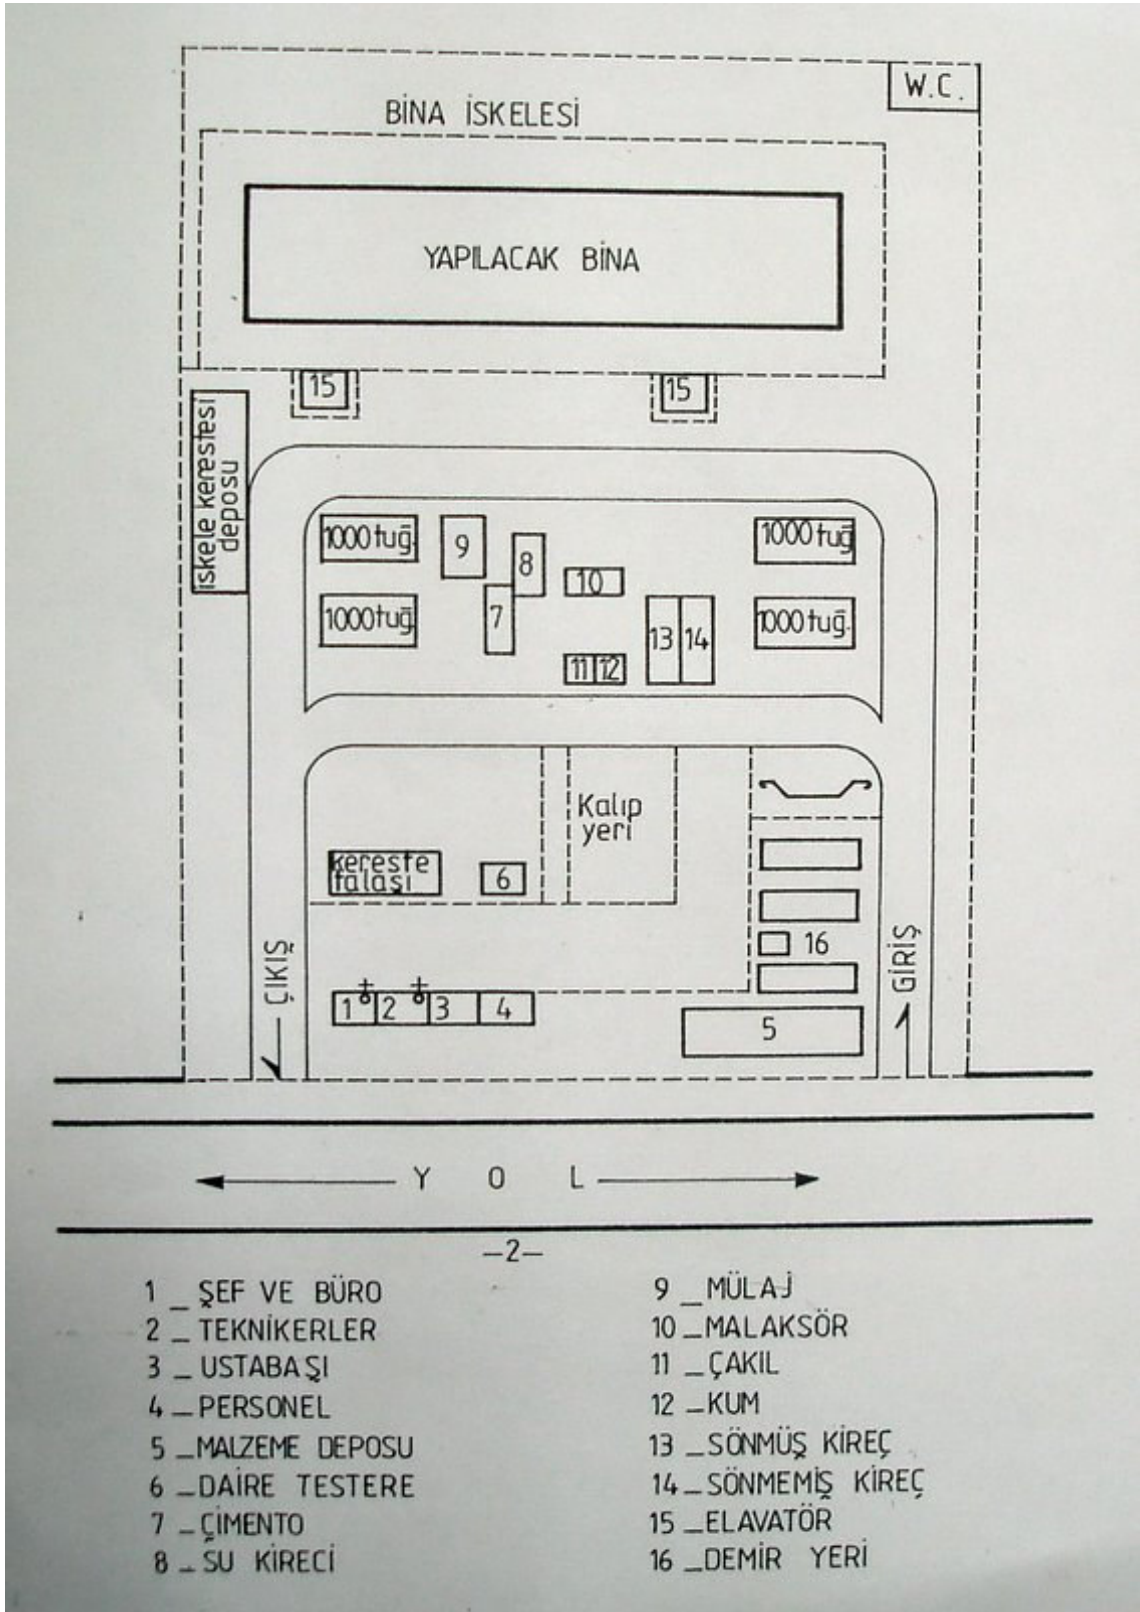 W.C.
BİNA İSKELESİ
YAPILACAK BİNA
15
15
iskele kerestesi
deposu
1000 tuğ.
9
8
10
1000 tuğ
1000 tuğ
7
13
14
1000 tuğ.
11
12
Kalıp
yeri
kereste
talaşı
6
16
ÇIKIŞ
GİRİŞ
1
2
3
4
5
Y O L
—2—
1 _ ŞEF VE BÜRO
2 _ TEKNİKERLER
3 _ USTABAŞI
4 _ PERSONEL
5 _ MALZEME DEPOSU
6 _ DAİRE TESTERE
7 _ ÇİMENTO
8 _ SU KİRECİ
9 _ MÜLAJ
10 _ MALAKSÖR
11 _ ÇAKIL
12 _ KUM
13 _ SÖNMÜŞ KİREÇ
14 _ SÖNMEMİŞ KİREÇ
15 _ ELAVATÖR
16 _ DEMİR YERİ